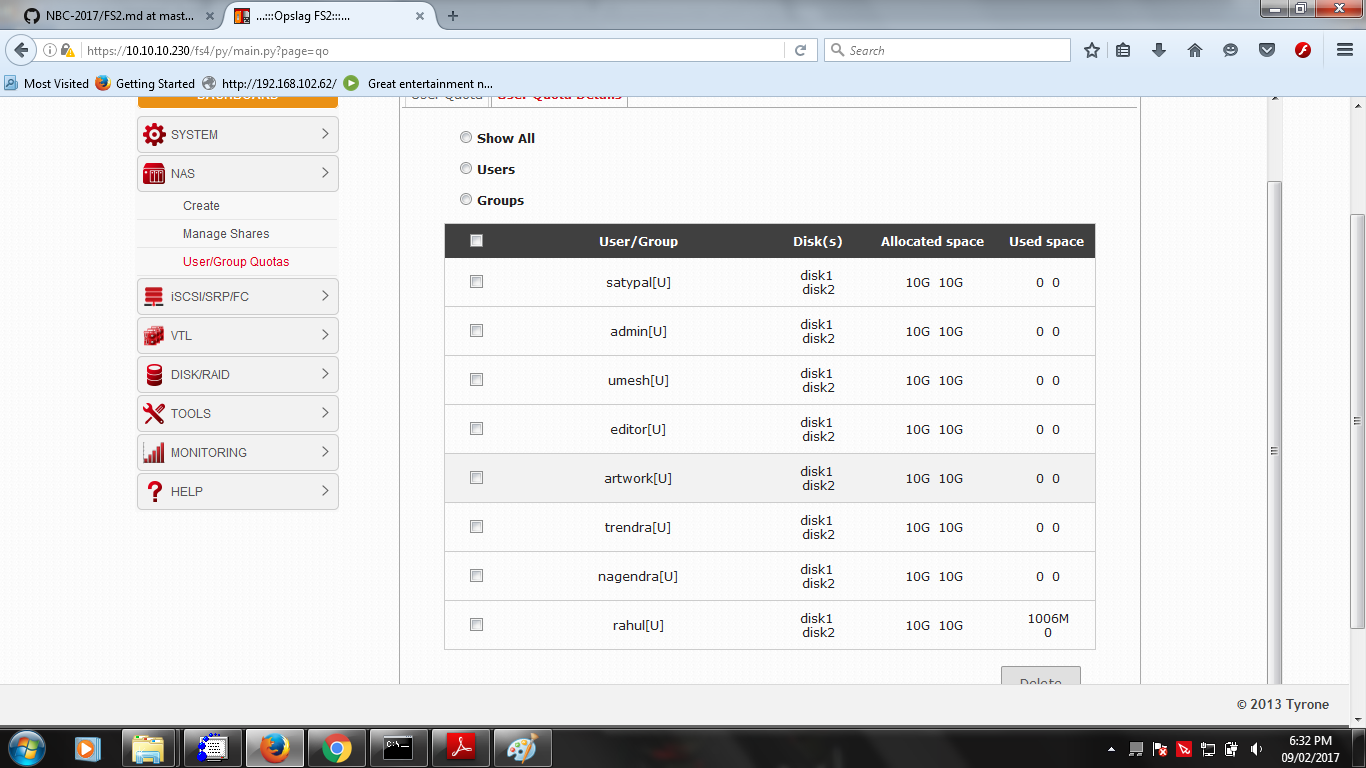 NBC-2017/FS2.md at mast...
...:::Opslag FS2:::...
https://10.10.10.230/fs4/py/main.py?page=qo
Search
Most Visited
Getting Started
http://192.168.102.62/
Great entertainment n...
DASHBOARD
User Quota
User Quota Details
SYSTEM
NAS
Create
Manage Shares
User/Group Quotas
iSCSI/SRP/FC
VTL
DISK/RAID
TOOLS
MONITORING
HELP
Show All
Users
Groups
User/Group Disk(s) Allocated space Used space
satypal[U] disk1 disk2 10G 10G 0 0
admin[U] disk1 disk2 10G 10G 0 0
umesh[U] disk1 disk2 10G 10G 0 0
editor[U] disk1 disk2 10G 10G 0 0
artwork[U] disk1 disk2 10G 10G 0 0
trendra[U] disk1 disk2 10G 10G 0 0
nagendra[U] disk1 disk2 10G 10G 0 0
rahul[U] disk1 disk2 10G 10G 1006M 0
Delete
© 2013 Tyrone
6:32 PM
09/02/2017